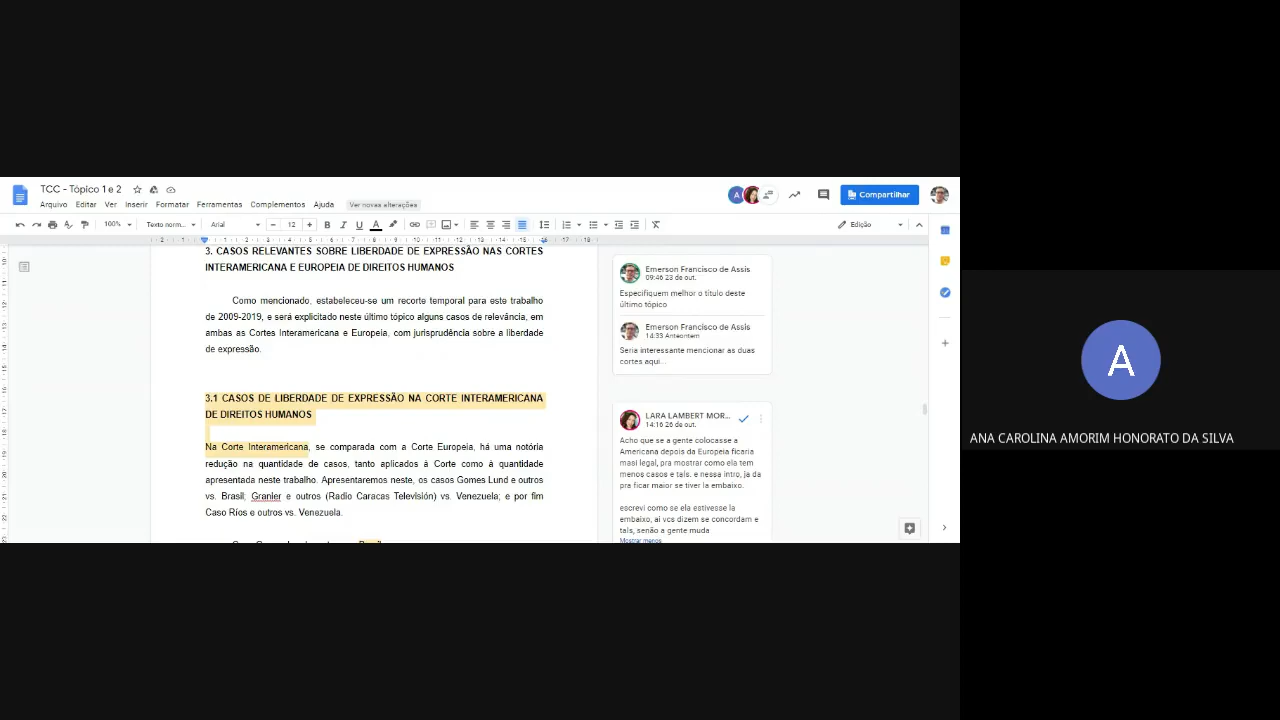 TCC - Tópico 1 e 2
Arquivo Editar Ver Inserir Formatar Ferramentas Complementos Ajuda Ver novas alterações
Compartilhar
100% Texto norm... Arial 12 B I U A Edição
3. CASOS RELEVANTES SOBRE LIBERDADE DE EXPRESSÃO NAS CORTES
INTERAMERICANA E EUROPEIA DE DIREITOS HUMANOS
Como mencionado, estabeleceu-se um recorte temporal para este trabalho
de 2009-2019, e será explicitado neste último tópico alguns casos de relevância, em
ambas as Cortes Interamericana e Europeia, com jurisprudência sobre a liberdade
de expressão.
3.1 CASOS DE LIBERDADE DE EXPRESSÃO NA CORTE INTERAMERICANA
DE DIREITOS HUMANOS
Na Corte Interamericana, se comparada com a Corte Europeia, há uma notória
redução na quantidade de casos, tanto aplicados à Corte como à quantidade
apresentada neste trabalho. Apresentaremos neste, os casos Gomes Lund e outros
vs. Brasil; Granier e outros (Radio Caracas Televisión) vs. Venezuela; e por fim
Caso Ríos e outros vs. Venezuela.
Emerson Francisco de Assis
09:46 23 de out.
Especifiquem melhor o título deste
último tópico
Emerson Francisco de Assis
14:33 Anteontem
Seria interessante mencionar as duas
cortes aqui...
LARA LAMBERT MOR...
14:16 26 de out.
Acho que se a gente colocasse a
Americana depois da Europeia ficaria
masi legal, pra mostrar como ela tem
menos casos e tals. e nessa intro, ja da
pra ficar maior se tiver la embaixo.
escrevi como se ela estivesse la
embaixo, ai vcs dizem se concordam e
tals, senão a gente muda
Mostrar menos
A
ANA CAROLINA AMORIM HONORATO DA SILVA